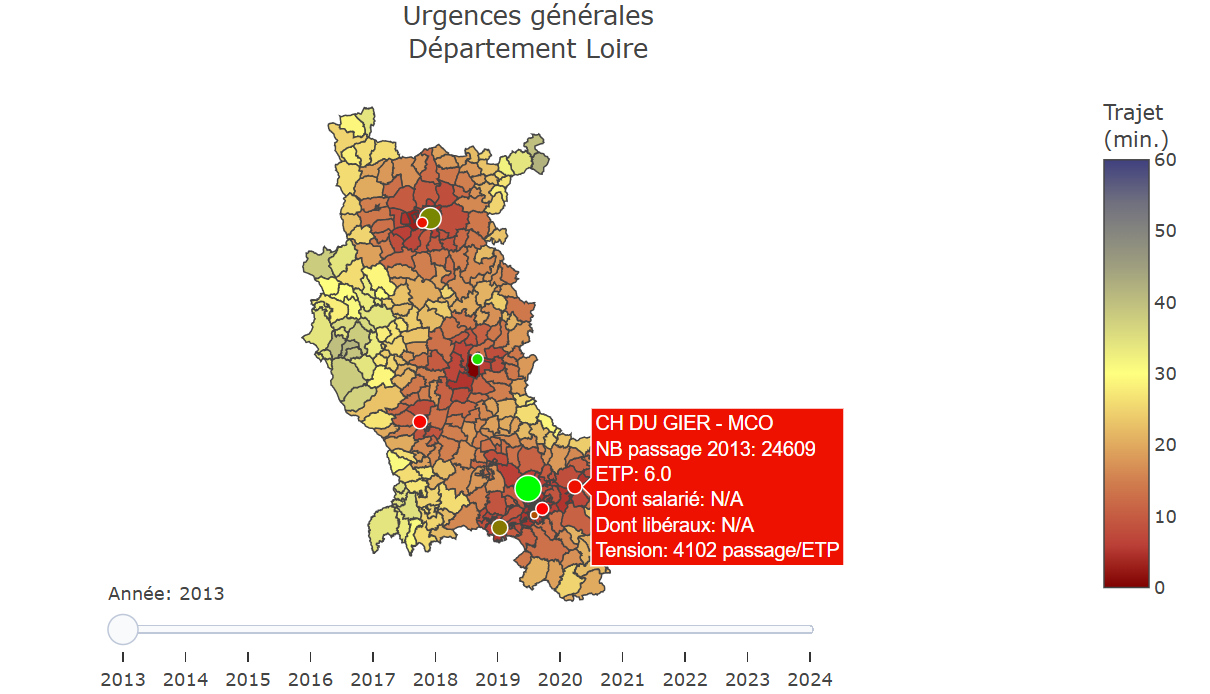 Urgences générales
Département Loire
Trajet
(min.)
60
50
40
30
20
10
0
CH DU GIER - MCO
NB passage 2013: 24609
ETP: 6.0
Dont salarié: N/A
Dont libéraux: N/A
Tension: 4102 passage/ETP
Année: 2013
2013 2014 2015 2016 2017 2018 2019 2020 2021 2022 2023 2024